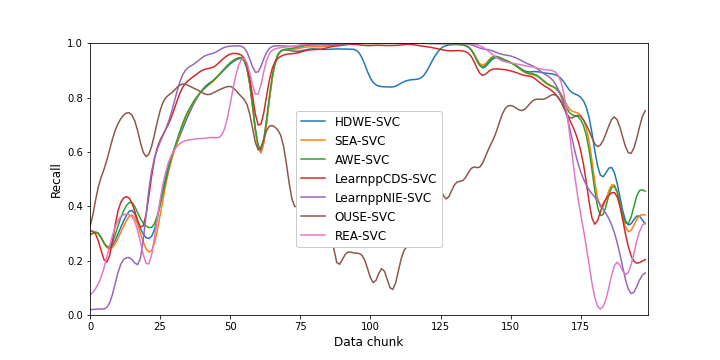 1.0
0.8
0.6
0.4
0.2
0.0
Recall
HDWE-SVC
SEA-SVC
AWE-SVC
LearnppCDS-SVC
LearnppNIE-SVC
OUSE-SVC
REA-SVC
0 25 50 75 100 125 150 175
Data chunk